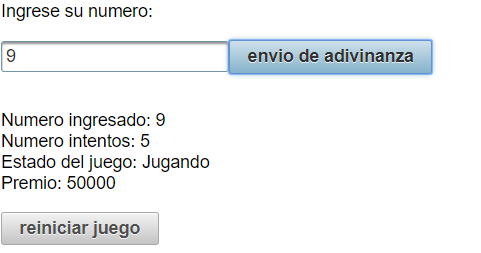 Ingrese su numero:
9 envio de adivinanza
Numero ingresado: 9
Numero intentos: 5
Estado del juego: Jugando
Premio: 50000
reiniciar juego